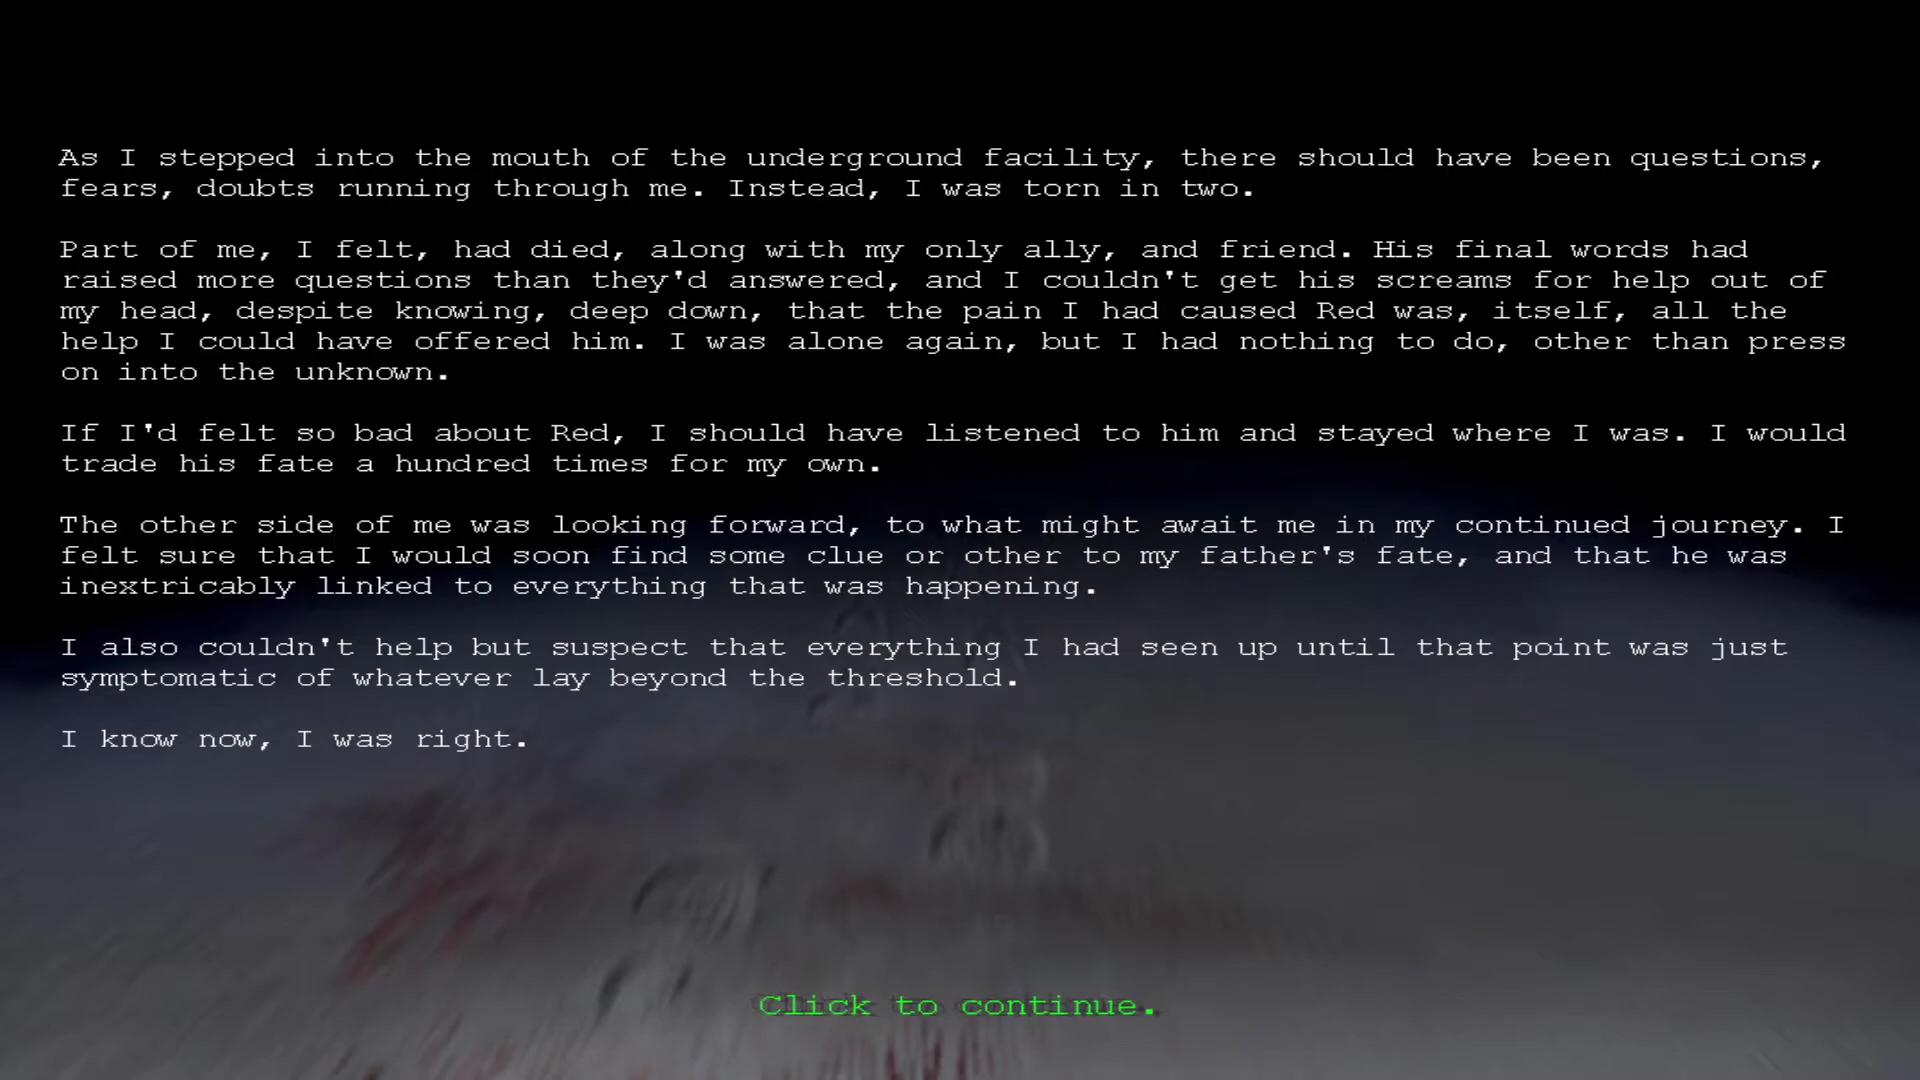 As I stepped into the mouth of the underground facility, there should have been questions,
fears, doubts running through me. Instead, I was torn in two.
Part of me, I felt, had died, along with my only ally, and friend. His final words had
raised more questions than they'd answered, and I couldn't get his screams for help out of
my head, despite knowing, deep down, that the pain I had caused Red was, itself, all the
help I could have offered him. I was alone again, but I had nothing to do, other than press
on into the unknown.
If I'd felt so bad about Red, I should have listened to him and stayed where I was. I would
trade his fate a hundred times for my own.
The other side of me was looking forward, to what might await me in my continued journey. I
felt sure that I would soon find some clue or other to my father's fate, and that he was
inextricably linked to everything that was happening.
I also couldn't help but suspect that everything I had seen up until that point was just
symptomatic of whatever lay beyond the threshold.
I know now, I was right.
Click to continue.